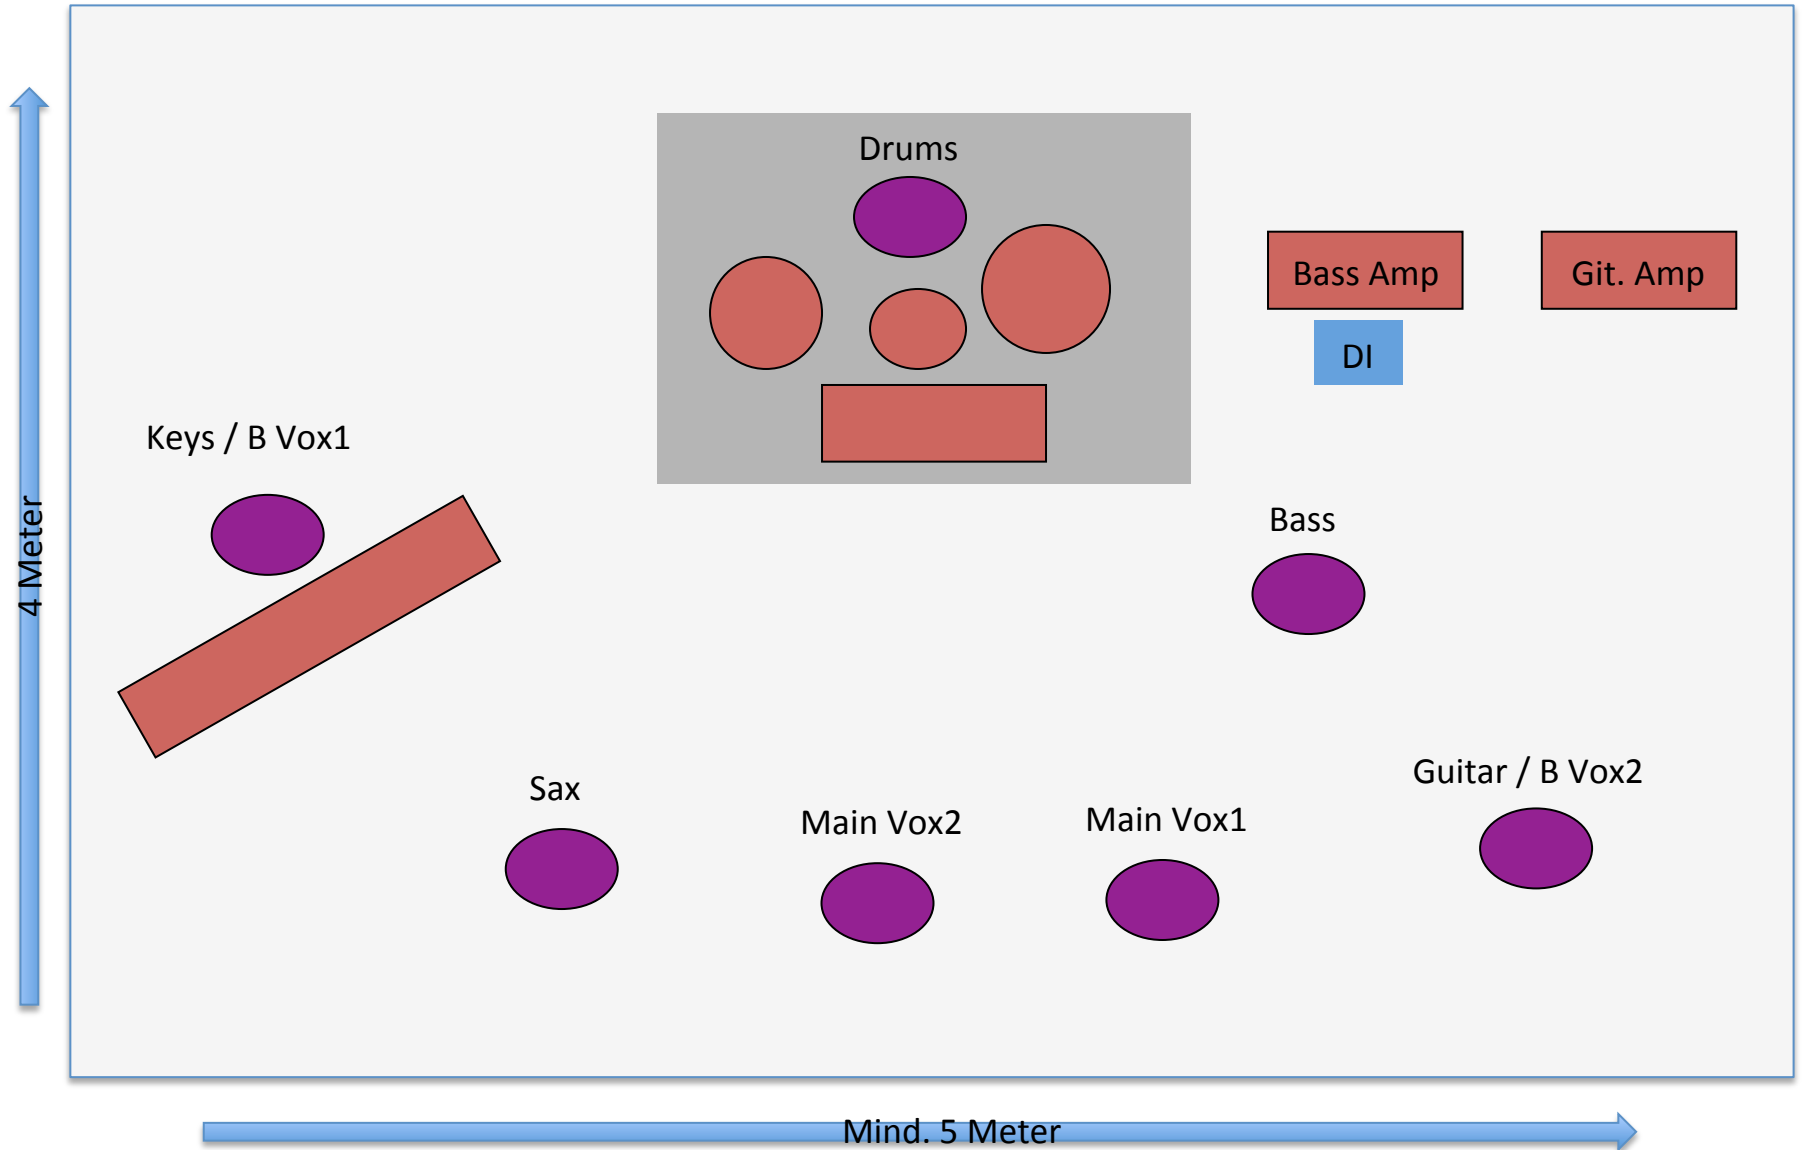 Drums
Bass Amp
Git. Amp
DI
Keys / B Vox1
4 Meter
Bass
Guitar / B Vox2
Sax
Main Vox2
Main Vox1
Mind. 5 Meter